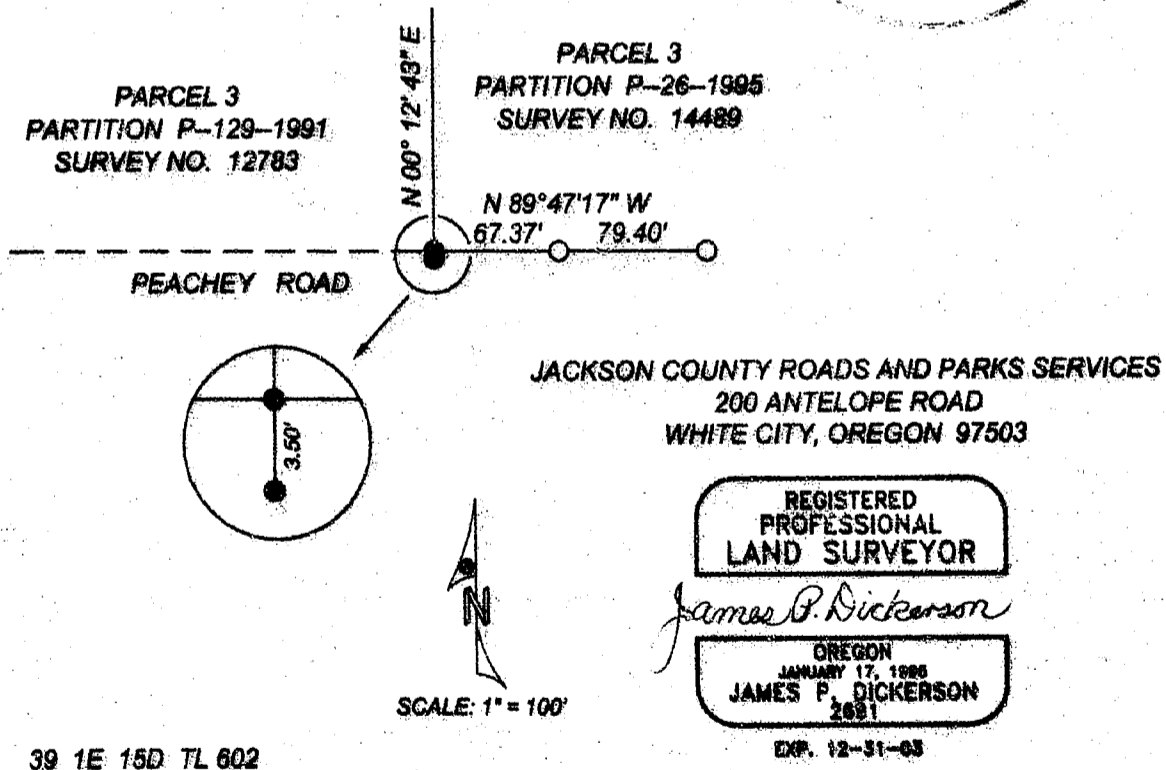 PARCEL 3
PARTITION P-129-1991
SURVEY NO. 12783
N 00° 12' 43" E
PARCEL 3
PARTITION P-26-1995
SURVEY NO. 14489
N 89°47'17" W
67.37' 79.40'
PEACHEY ROAD
3.50'
JACKSON COUNTY ROADS AND PARKS SERVICES
200 ANTELOPE ROAD
WHITE CITY, OREGON 97503
REGISTERED
PROFESSIONAL
LAND SURVEYOR
James P. Dickerson
OREGON
JANUARY 17,
JAMES P. DICKERSON
N
SCALE: 1" = 100'
EXP. 12-31-03
39 1E 15D TL 602